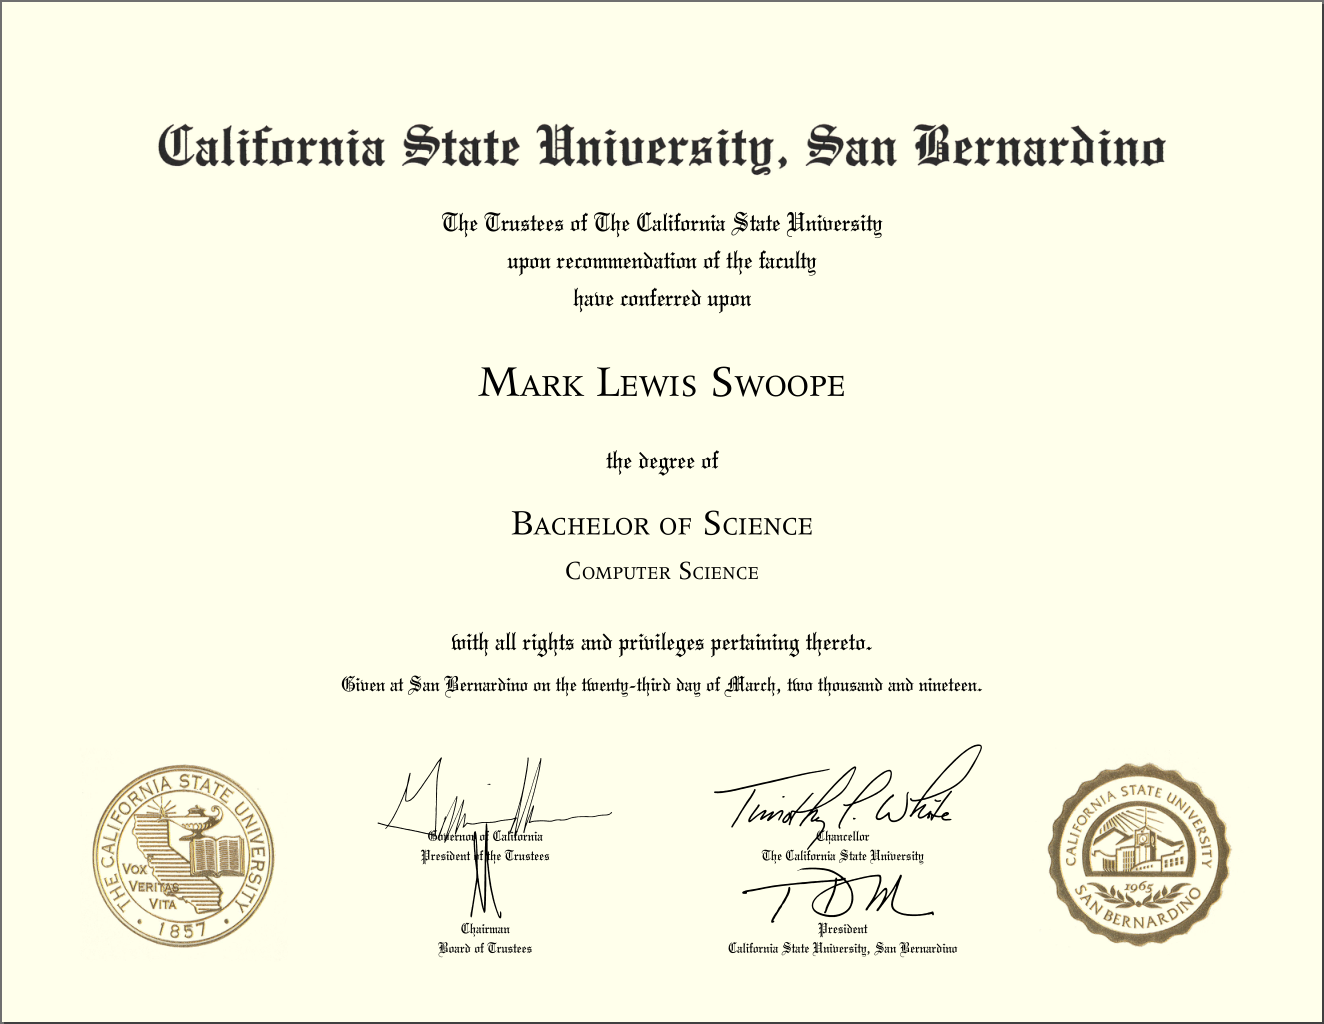 California State University, San Bernardino
The Trustees of The California State University
upon recommendation of the faculty
have conferred upon
Mark Lewis Swoope
the degree of
Bachelor of Science
Computer Science
with all rights and privileges pertaining thereto.
Given at San Bernardino on the twenty-third day of March, two thousand and nineteen.
Governor of California
President of the Trustees
Chairman
Board of Trustees
Timothy P. White
Chancellor
The California State University
President
California State University, San Bernardino
THE CALIFORNIA STATE UNIVERSITY
VOX
VERITAS
VITA
1857
CALIFORNIA STATE UNIVERSITY
1965
SAN BERNARDINO